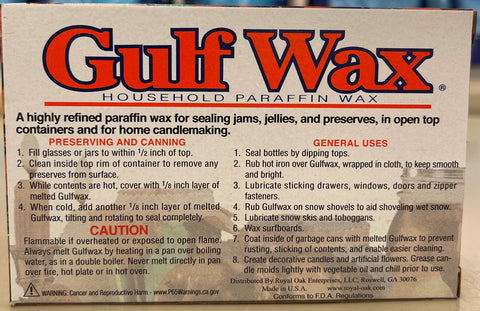 Gulf Wax®
HOUSEHOLD PARAFFIN WAX
A highly refined paraffin wax for sealing jams, jellies, and preserves, in open top
containers and for home candlemaking.
PRESERVING AND CANNING
1. Fill glasses or jars to within 1/2 inch of top.
2. Clean inside top rim of container to remove any
preserves from surface.
3. While contents are hot, cover with 1/8 inch layer of
melted Gulfwax.
4. When cold, add another 1/8 inch layer of melted
Gulfwax, tilting and rotating to seal completely.
CAUTION
Flammable if overheated or exposed to open flame.
Always melt Gulfwax by heating in a pan over boiling
water, as in a double boiler. Never melt directly in pan
over fire, hot plate or in hot oven.
WARNING: Cancer and Reproductive Harm - www.P65Warnings.ca.gov
GENERAL USES
1. Seal bottles by dipping tops.
2. Rub hot iron over Gulfwax, wrapped in cloth, to keep smooth
and bright.
3. Lubricate sticking drawers, windows, doors and zipper
fasteners.
4. Rub Gulfwax on snow shovels to aid shoveling wet snow.
5. Lubricate snow skis and toboggans.
6. Wax surfboards.
7. Coat inside of garbage cans with melted Gulfwax to prevent
rusting, sticking of contents, and enable easier cleaning.
8. Create decorative candles and artificial flowers. Grease can-
dle molds lightly with vegetable oil and chill prior to use.
Distributed By Royal Oak Enterprises, LLC, Roswell, GA 30076
Made in U.S.A. www.royal-oak.com
Conforms to F.D.A. Regulations